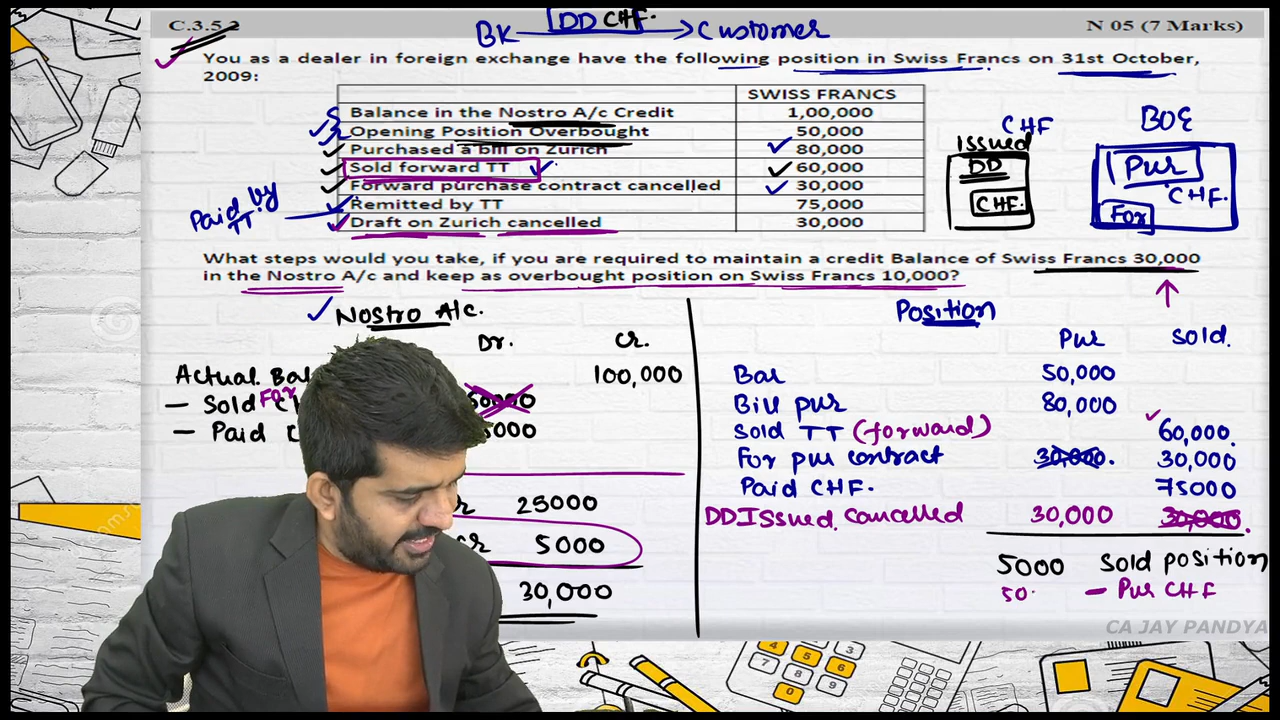 C.3.5.2
N 05 (7 Marks)
BK DD CHF. Customer
You as a dealer in foreign exchange have the following position in Swiss Francs on 31st October,
2009:
SWISS FRANCS
Balance in the Nostro A/c Credit 1,00,000
Opening Position Overbought 50,000
Purchased a bill on Zurich 80,000
Sold forward TT 60,000
Forward purchase contract cancelled 30,000
Remitted by TT 75,000
Draft on Zurich cancelled 30,000
Paid by
TT
CHF
Issued
DD
CHF.
BOE
Pur
CHF.
For
What steps would you take, if you are required to maintain a credit Balance of Swiss Francs 30,000
in the Nostro A/c and keep as overbought position on Swiss Francs 10,000?
Nostro A/c.
Dr. Cr.
Actual Bal 100,000
- Sold For
- Paid
25000
cr 5000
30,000
Position
Pur Sold.
Bal 50,000
Bill pur 80,000
Sold TT (forward) 60,000.
For pur contract 30,000. 30,000
Paid CHF. 75000
DD Issued cancelled 30,000 30,000.
5000 Sold position
50. - Pur CHF
CA JAY PANDYA